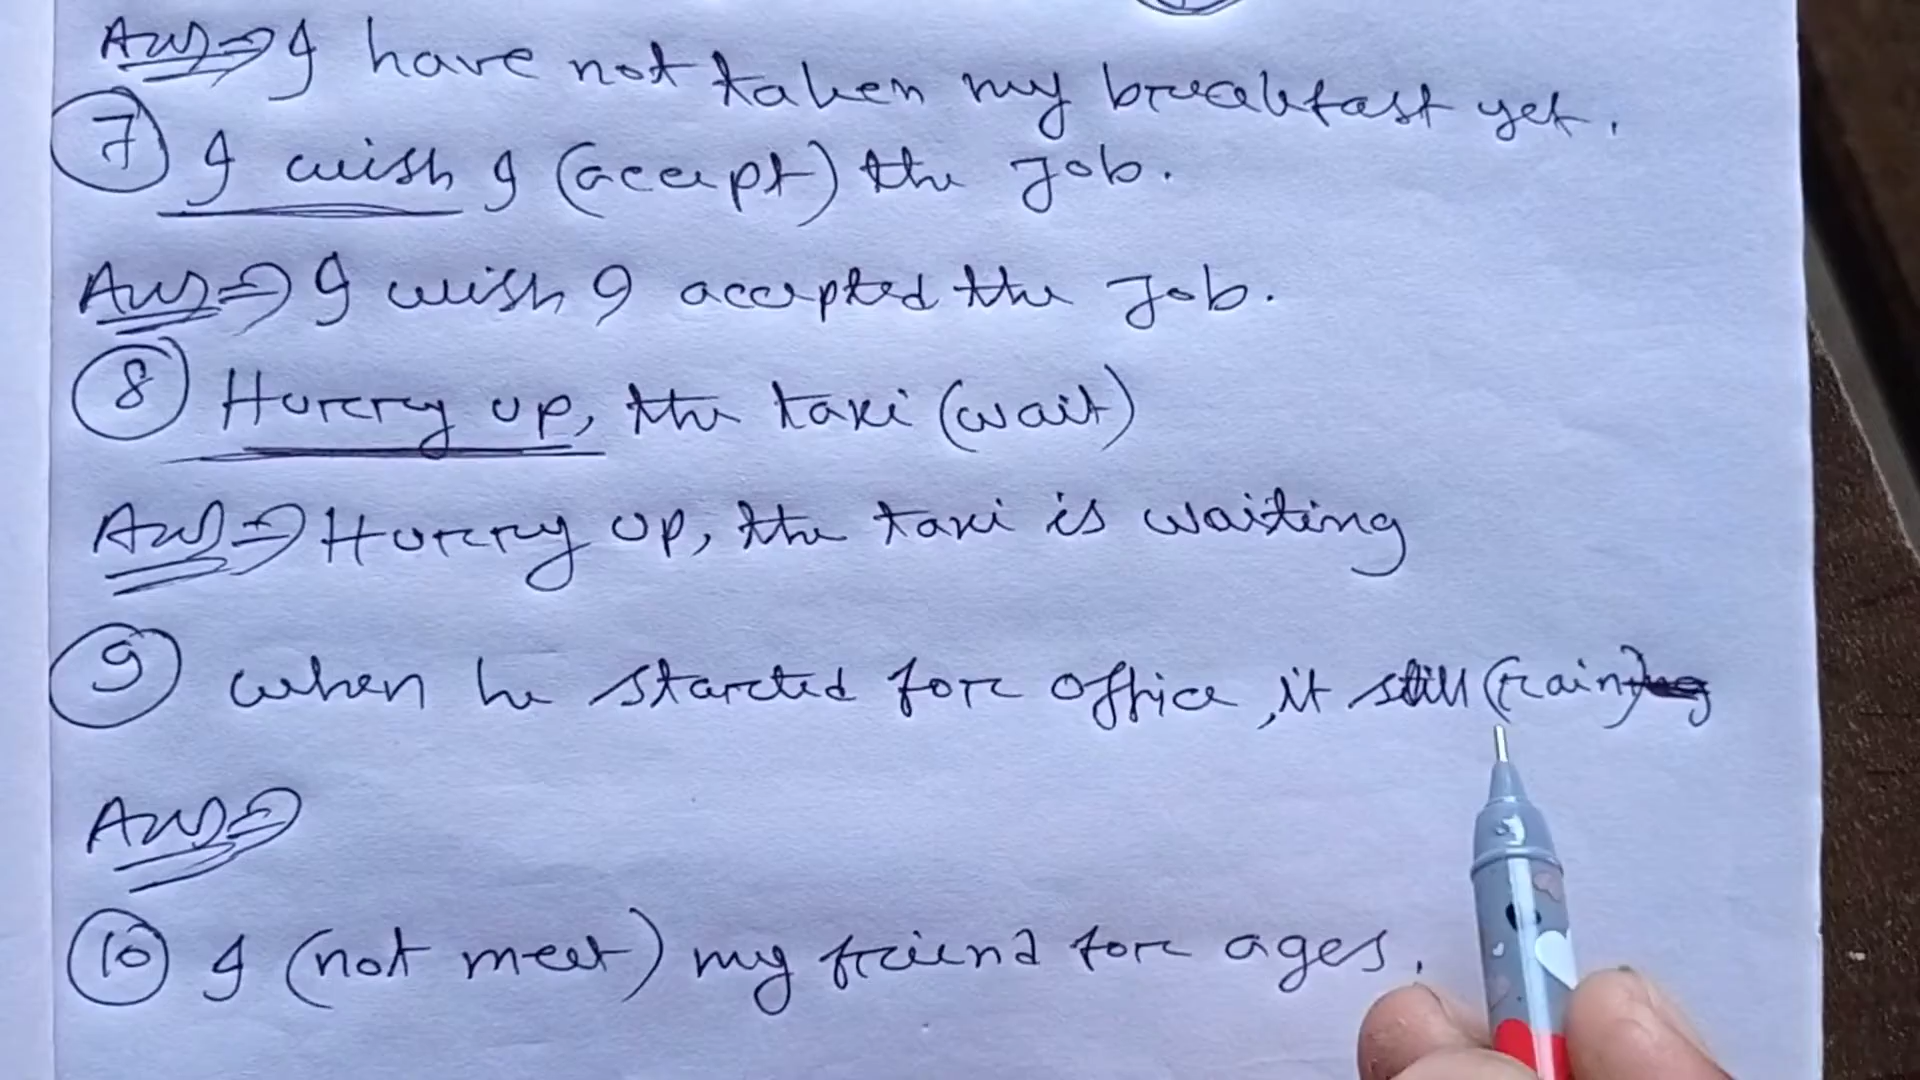 Ans⇒ I have not taken my breakfast yet.
7 I wish I (accept) the job.
Ans⇒ I wish I accepted the job.
8 Hurry up, the taxi (wait)
Ans⇒ Hurry up, the taxi is waiting
9 when he started for office, it still (rain)
Ans⇒
10 I (not meet) my friend for ages.